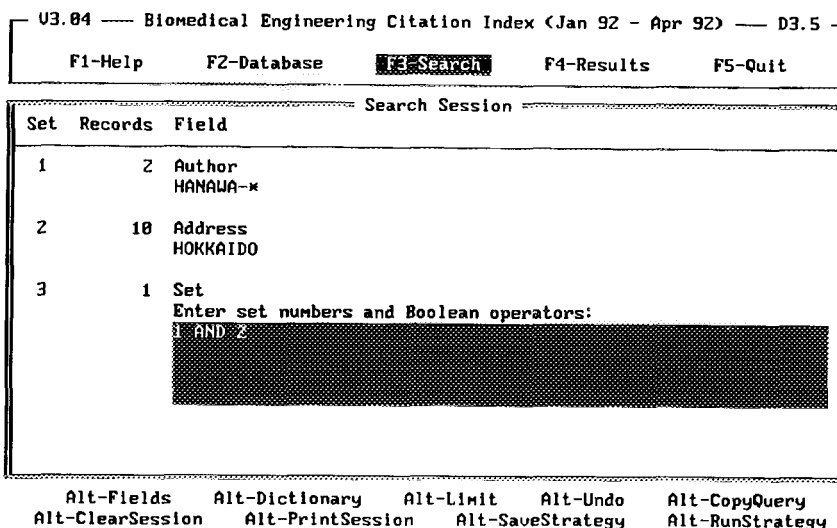 V3.04 — Biomedical Engineering Citation Index (Jan 92 - Apr 92) — D3.5
F1-Help F2-Database F3-Search F4-Results F5-Quit
Search Session
Set Records Field
1 2 Author
HANAWA-*
2 10 Address
HOKKAIDO
3 1 Set
Enter set numbers and Boolean operators:
1 AND 2
Alt-Fields Alt-Dictionary Alt-Limit Alt-Undo Alt-CopyQuery
Alt-ClearSession Alt-PrintSession Alt-SaveStrategy Alt-RunStrategy